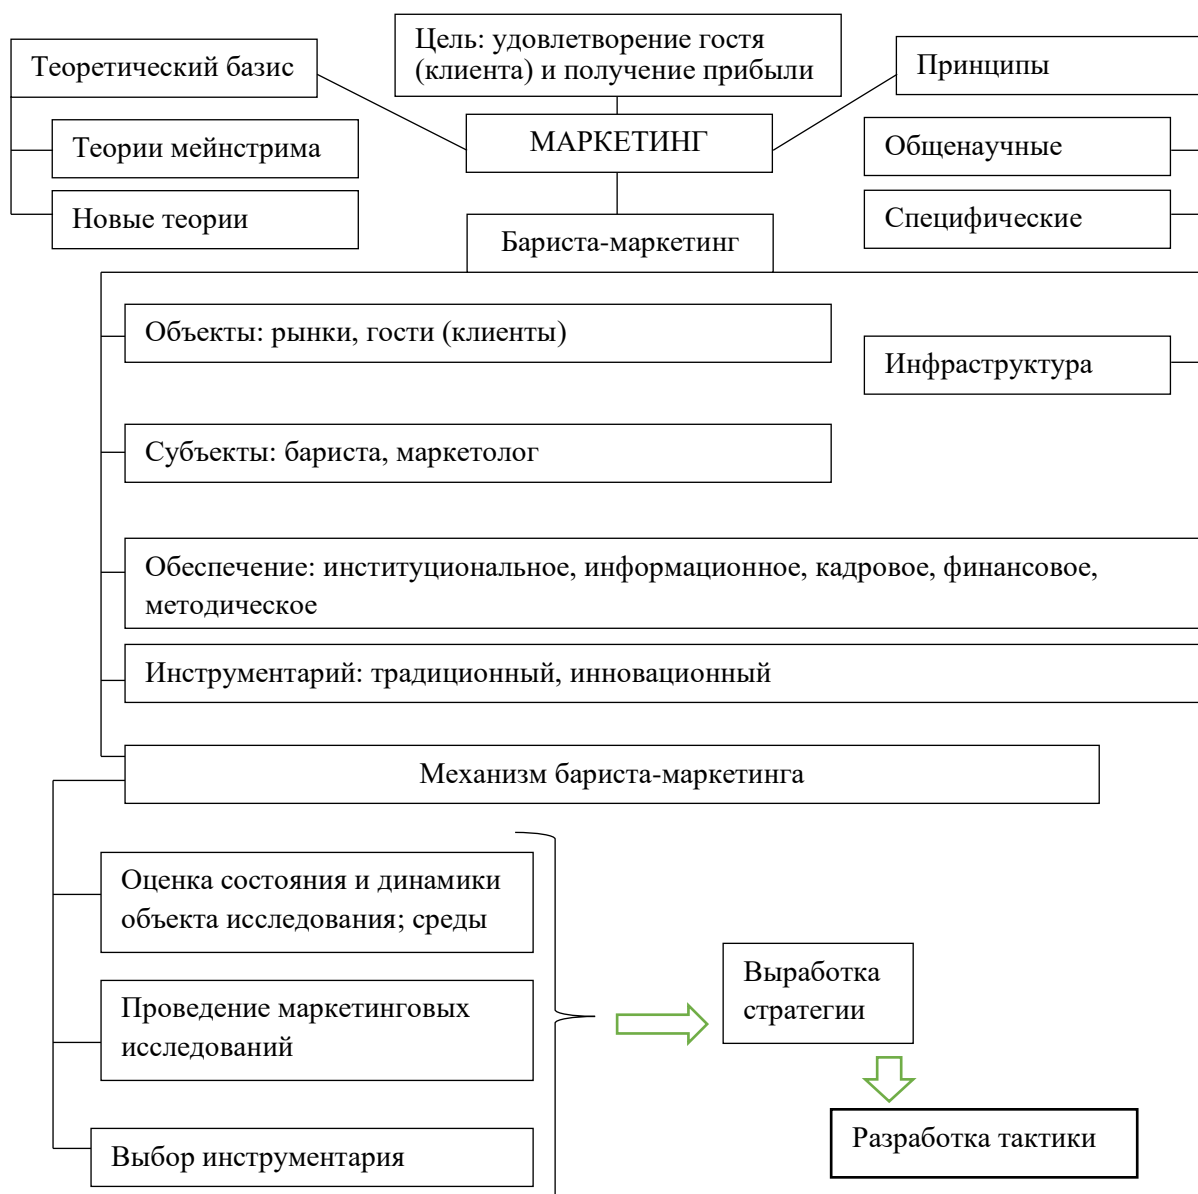 Цель: удовлетворение гостя
(клиента) и получение прибыли
Теоретический базис
Принципы
МАРКЕТИНГ
Теории мейнстрима
Общенаучные
Новые теории
Специфические
Бариста-маркетинг
Объекты: рынки, гости (клиенты)
Инфраструктура
Субъекты: бариста, маркетолог
Обеспечение: институциональное, информационное, кадровое, финансовое,
методическое
Инструментарий: традиционный, инновационный
Механизм бариста-маркетинга
Оценка состояния и динамики
объекта исследования; среды
Выработка
стратегии
Проведение маркетинговых
исследований
Разработка тактики
Выбор инструментария